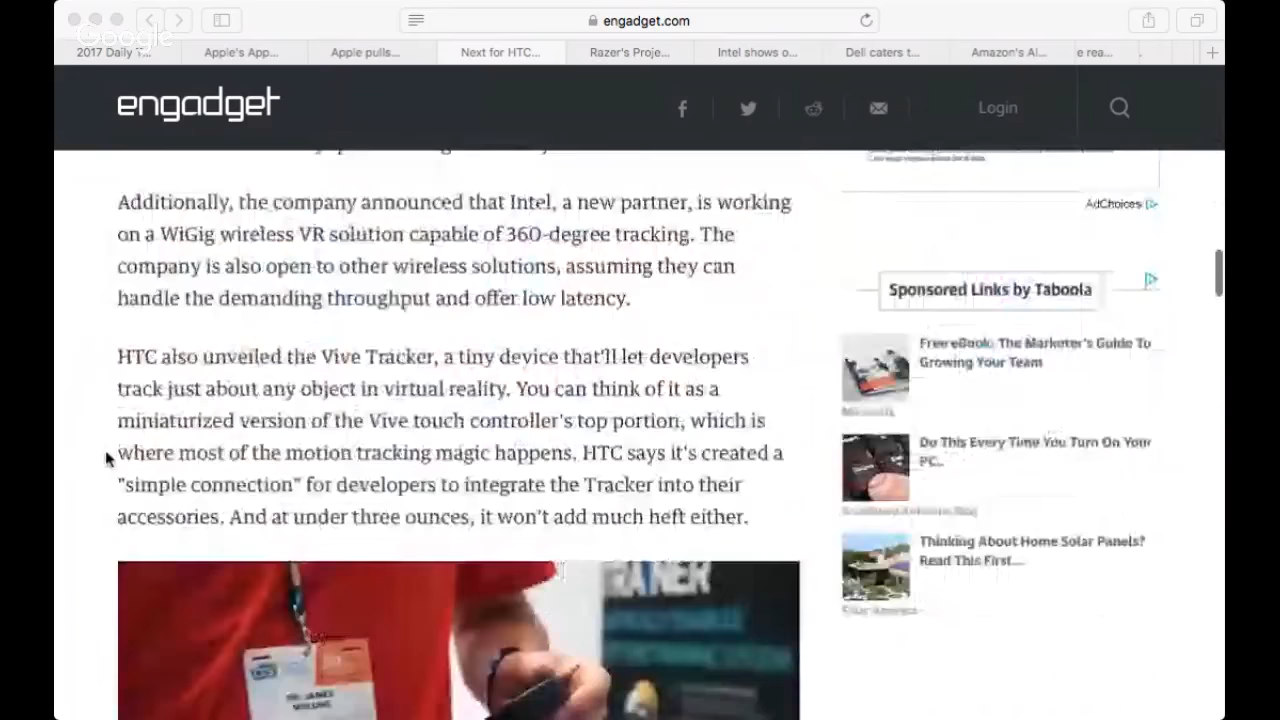 Google
engadget.com
2017 Daily T...
Apple's App...
Apple pulls...
Next for HTC...
Razer's Proje...
Intel shows o...
Dell caters t...
Amazon's Al...
e rea...
engadget
Login
Additionally, the company announced that Intel, a new partner, is working
on a WiGig wireless VR solution capable of 360-degree tracking. The
company is also open to other wireless solutions, assuming they can
handle the demanding throughput and offer low latency.
HTC also unveiled the Vive Tracker, a tiny device that'll let developers
track just about any object in virtual reality. You can think of it as a
miniaturized version of the Vive touch controller's top portion, which is
where most of the motion tracking magic happens. HTC says it's created a
"simple connection" for developers to integrate the Tracker into their
accessories. And at under three ounces, it won't add much heft either.
AdChoices
Sponsored Links by Taboola
Free eBook: The Marketer's Guide To
Growing Your Team
Microsoft
Do This Every Time You Turn On Your
PC..
Thinking About Home Solar Panels?
Read This First....
Solar America